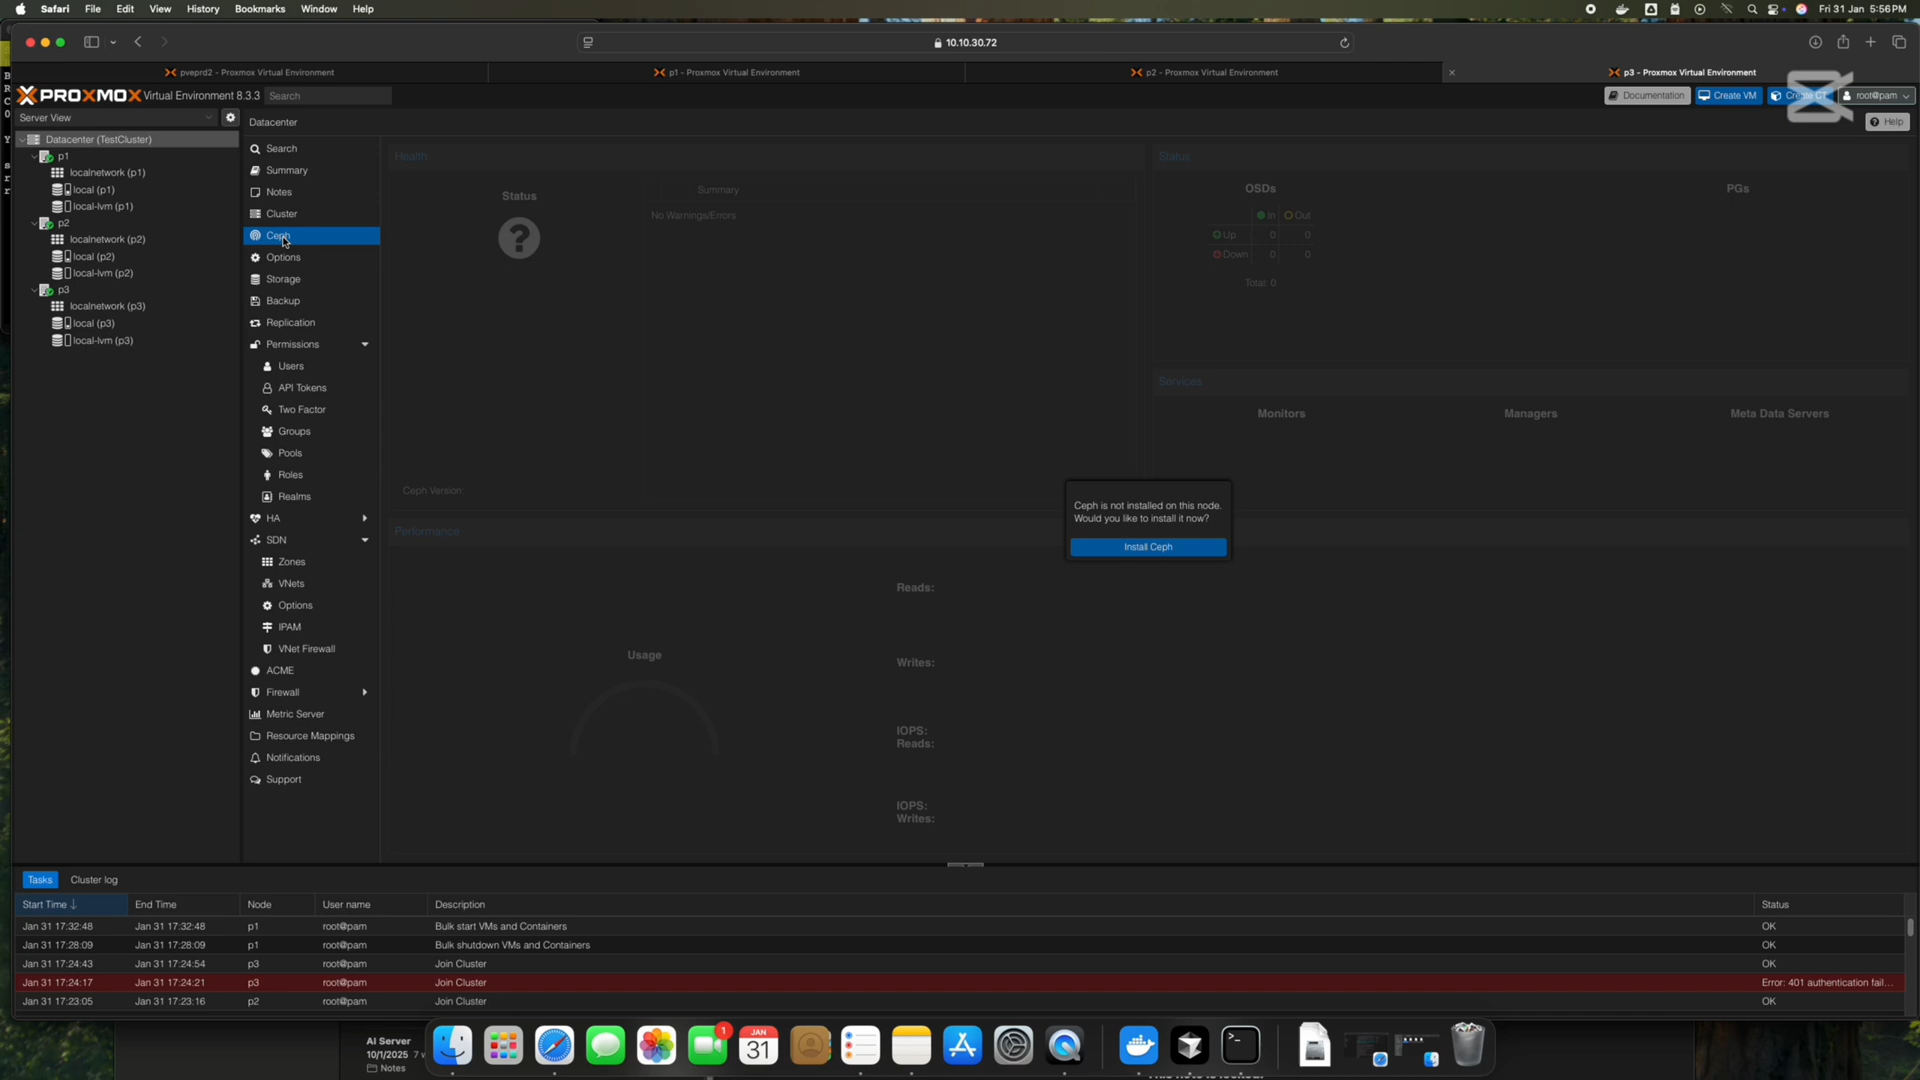 Safari File Edit View History Bookmarks Window Help Fri 31 Jan 5:56PM
10.10.30.72
pveprd2 - Proxmox Virtual Environment p1 - Proxmox Virtual Environment p2 - Proxmox Virtual Environment p3 - Proxmox Virtual Environment
PROXMOX Virtual Environment 8.3.3 Search Documentation Create VM Create CT root@pam
Server View
Datacenter
Help
Datacenter (TestCluster)
p1
localnetwork (p1)
local (p1)
local-lvm (p1)
p2
localnetwork (p2)
local (p2)
local-lvm (p2)
p3
localnetwork (p3)
local (p3)
local-lvm (p3)
Search
Summary
Notes
Cluster
Ceph
Options
Storage
Backup
Replication
Permissions
Users
API Tokens
Two Factor
Groups
Pools
Roles
Realms
HA
SDN
Zones
VNets
Options
IPAM
VNet Firewall
ACME
Firewall
Metric Server
Resource Mappings
Notifications
Support
Health
Status
Summary
No Warnings/Errors
Ceph Version:
Status
OSDs
PGs
In Out
Up 0 0
Down 0 0
Total: 0
Services
Monitors Managers Meta Data Servers
Ceph is not installed on this node.
Would you like to install it now?
Install Ceph
Performance
Usage
Reads:
Writes:
IOPS:
Reads:
IOPS:
Writes:
Tasks Cluster log
Start Time End Time Node User name Description Status
Jan 31 17:32:48 Jan 31 17:32:48 p1 root@pam Bulk start VMs and Containers OK
Jan 31 17:28:09 Jan 31 17:28:09 p1 root@pam Bulk shutdown VMs and Containers OK
Jan 31 17:24:43 Jan 31 17:24:54 p3 root@pam Join Cluster OK
Jan 31 17:24:17 Jan 31 17:24:21 p3 root@pam Join Cluster Error: 401 authentication fail...
Jan 31 17:23:05 Jan 31 17:23:16 p2 root@pam Join Cluster OK
AI Server
10/1/2025
Notes
1
JAN
31